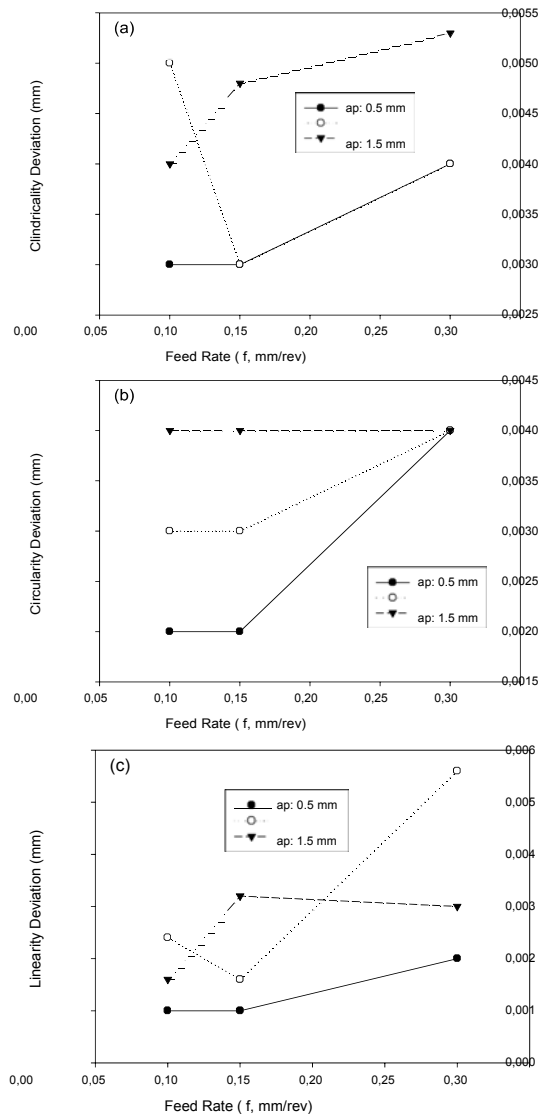 0,0055
(a)
0,0050
0,0045
ap: 0.5 mm
ap: 1.5 mm
0,0040
0,0035
0,0030
0,0025
Clindricality Deviation (mm)
0,00 0,05 0,10 0,15 0,20 0,25 0,30
Feed Rate ( f, mm/rev)
0,0045
(b)
0,0040
0,0035
0,0030
0,0025
ap: 0.5 mm
ap: 1.5 mm
0,0020
0,0015
Circularity Deviation (mm)
0,00 0,05 0,10 0,15 0,20 0,25 0,30
Feed Rate ( f, mm/rev)
0,006
(c)
0,005
ap: 0.5 mm
ap: 1.5 mm
0,004
0,003
0,002
0,001
0,000
Linearity Deviation (mm)
0,00 0,05 0,10 0,15 0,20 0,25 0,30
Feed Rate ( f, mm/rev)